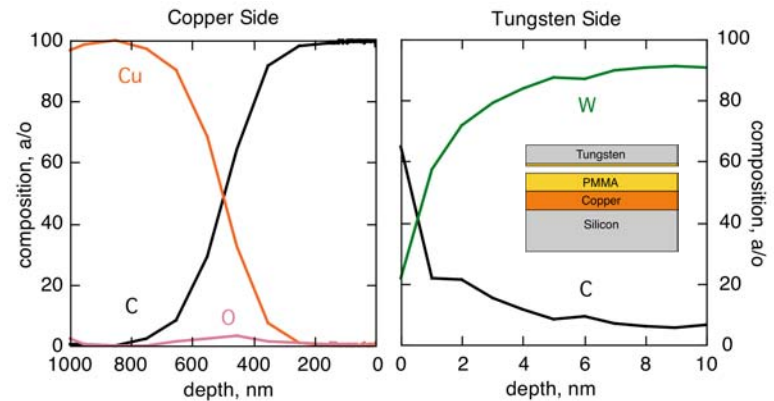 Copper Side
Tungsten Side
100
80
60
40
20
0
composition, a/o
Cu
C
O
1000
800
600
400
200
0
depth, nm
W
C
Tungsten
PMMA
Copper
Silicon
0
2
4
6
8
10
depth, nm
100
80
60
40
20
0
composition, a/o